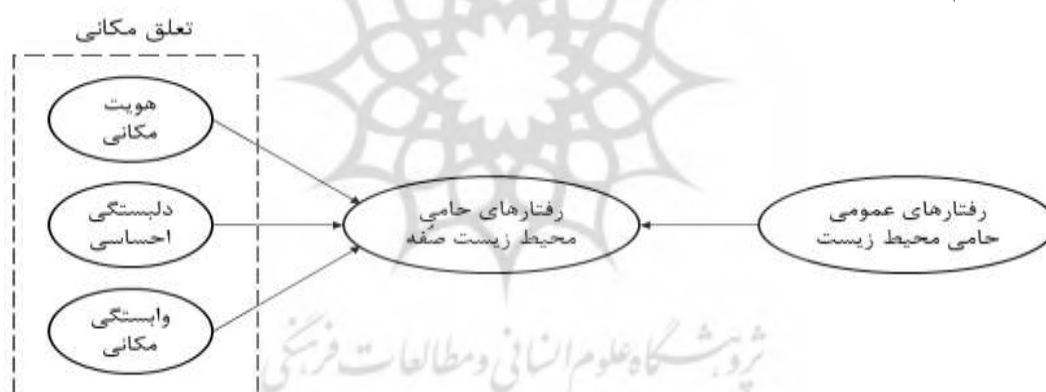 تعلق مکانی
هویت
مکانی
دلبستگی
احساسی
وابستگی
مکانی
رفتارهای حامی
محیط زیست صُفه
رفتارهای عمومی
حامی محیط زیست
پژوهشگاه علوم انسانی و مطالعات فرهنگی